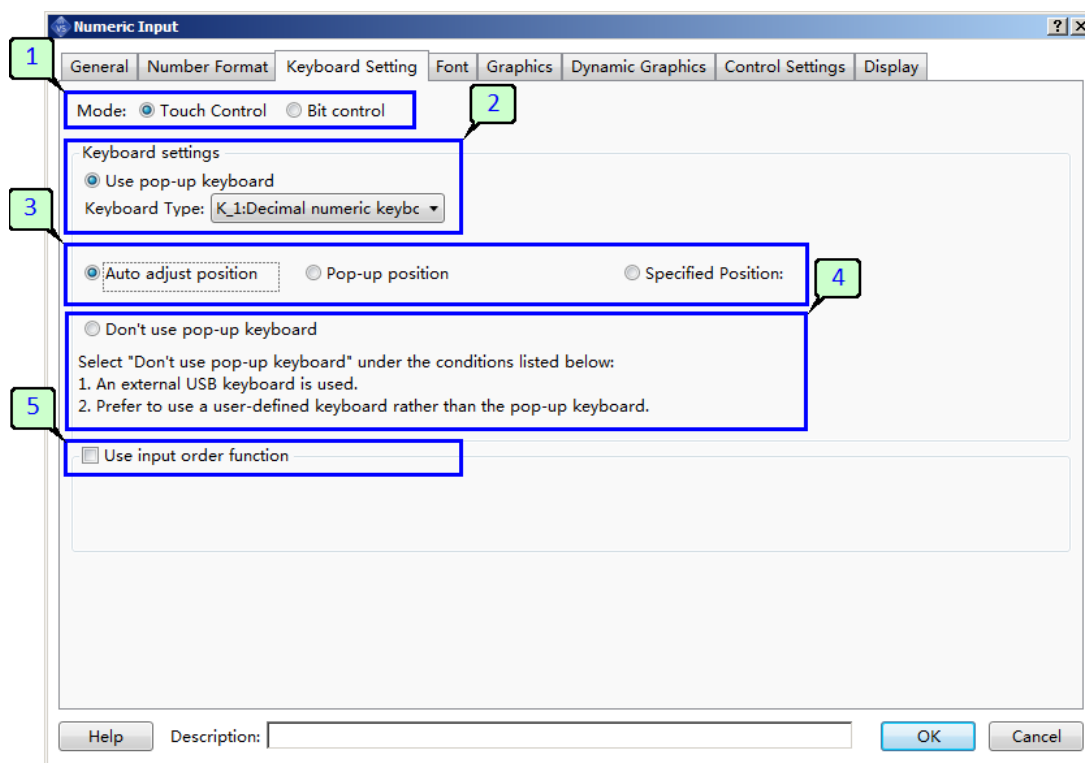 Numeric Input
1
General Number Format Keyboard Setting Font Graphics Dynamic Graphics Control Settings Display
Mode: Touch Control Bit control
2
Keyboard settings
Use pop-up keyboard
3
Keyboard Type: K_1:Decimal numeric keybc
Auto adjust position Pop-up position Specified Position:
4
Don't use pop-up keyboard
Select "Don't use pop-up keyboard" under the conditions listed below:
1. An external USB keyboard is used.
2. Prefer to use a user-defined keyboard rather than the pop-up keyboard.
5
Use input order function
Help Description: OK Cancel